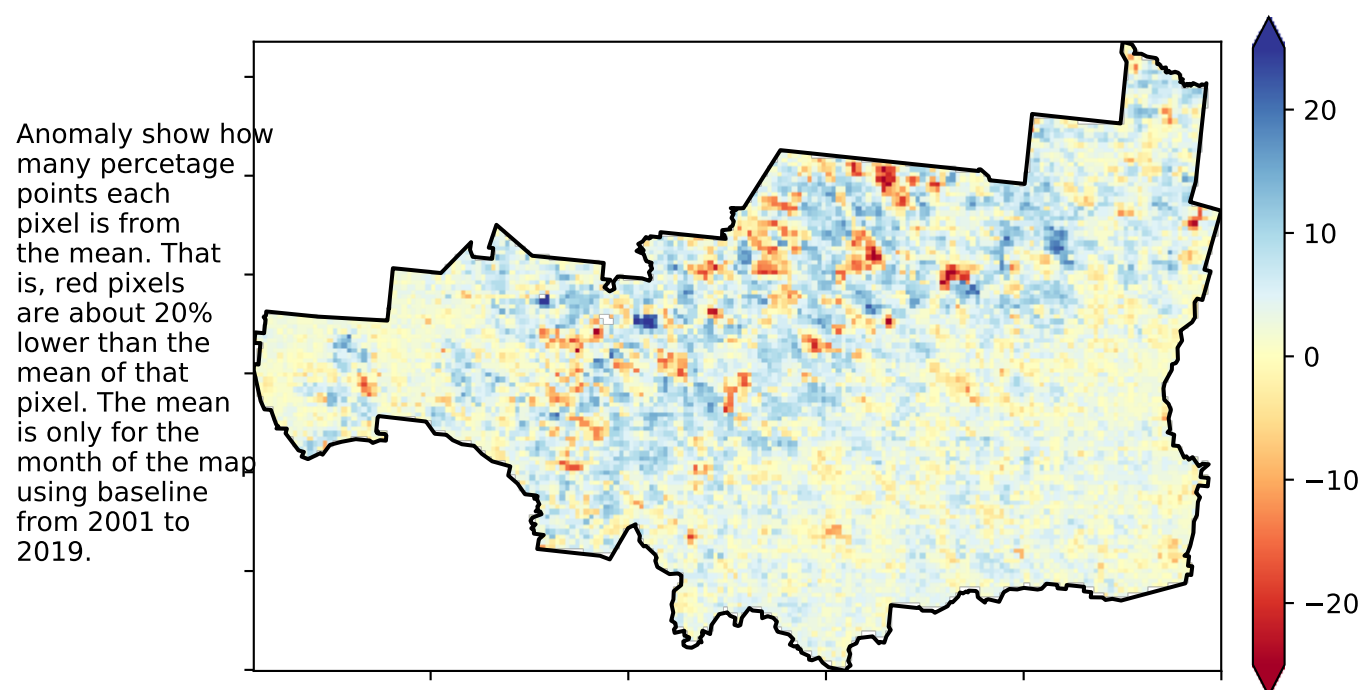 Anomaly show how
many percetage
points each
pixel is from
the mean. That
is, red pixels
are about 20%
lower than the
mean of that
pixel. The mean
is only for the
month of the map
using baseline
from 2001 to
2019.
20
10
0
−10
−20